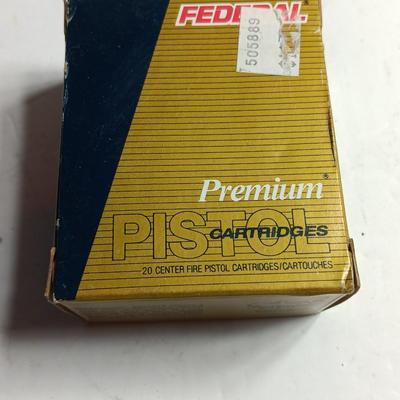 FEDERAL
505889
Premium®
PISTOL
CARTRIDGES
20 CENTER FIRE PISTOL CARTRIDGES/CARTOUCHES